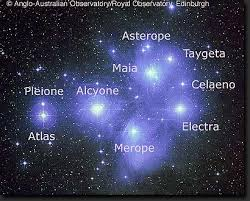 © Anglo-Australian Observatory/Royal Observatory, Edinburgh
Asterope
Taygeta
Maia
Celaeno
Pleione
Alcyone
Electra
Atlas
Merope